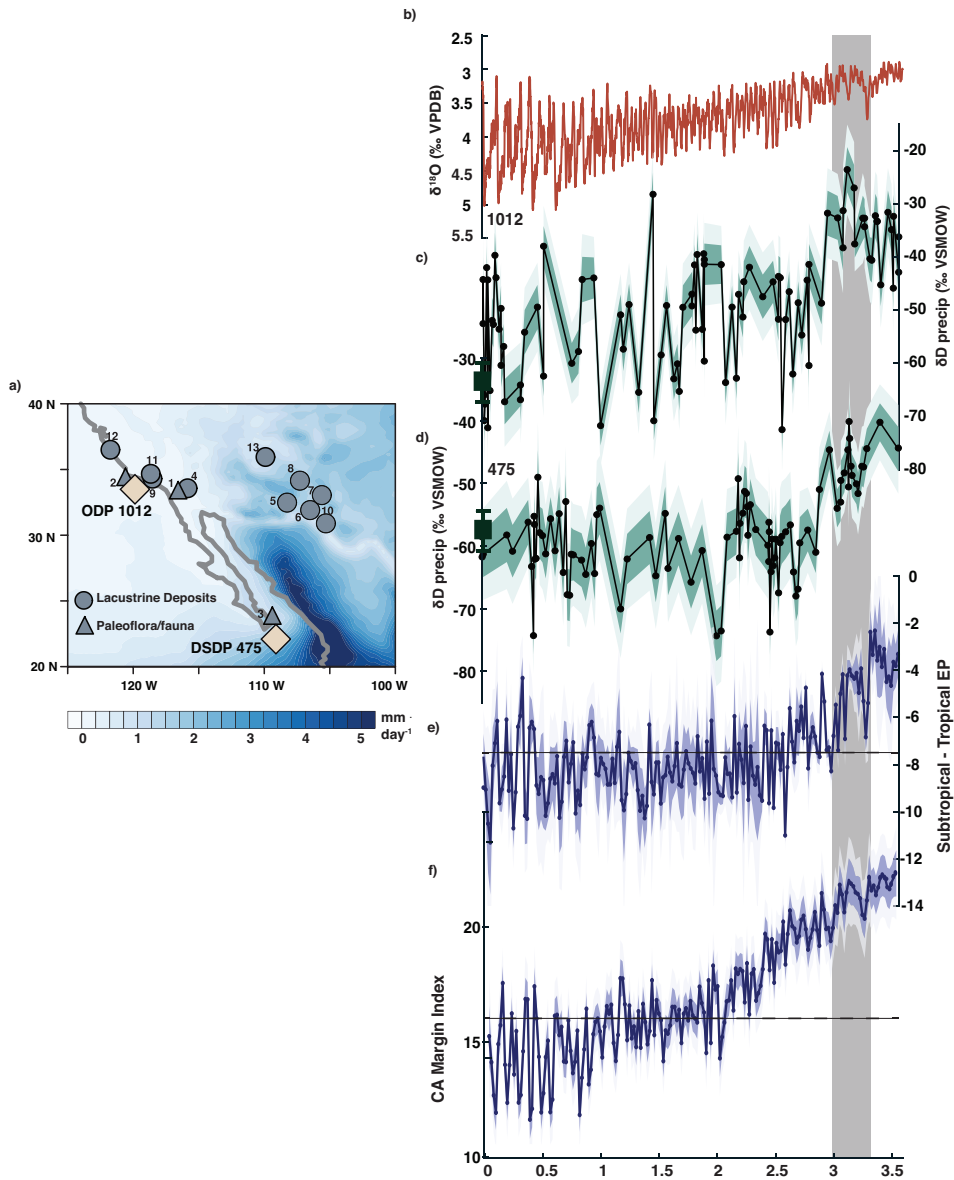 b)
2.5
3
3.5
4
4.5
5
5.5
δ¹⁸O (‰ VPDB)
1012
-20
-30
-40
-50
-60
-70
-80
δD precip (‰ VSMOW)
c)
-30
-40
-50
-60
-70
-80
δD precip (‰ VSMOW)
d)
475
a)
40 N
30 N
20 N
12
13
11
8
2
9
1
4
7
5
6
10
3
ODP 1012
DSDP 475
Lacustrine Deposits
Paleoflora/fauna
120 W
110 W
100 W
0
1
2
3
4
5
mm ·
day⁻¹
e)
0
-2
-4
-6
-8
-10
-12
-14
Subtropical - Tropical EP
f)
20
15
10
CA Margin Index
0
0.5
1
1.5
2
2.5
3
3.5